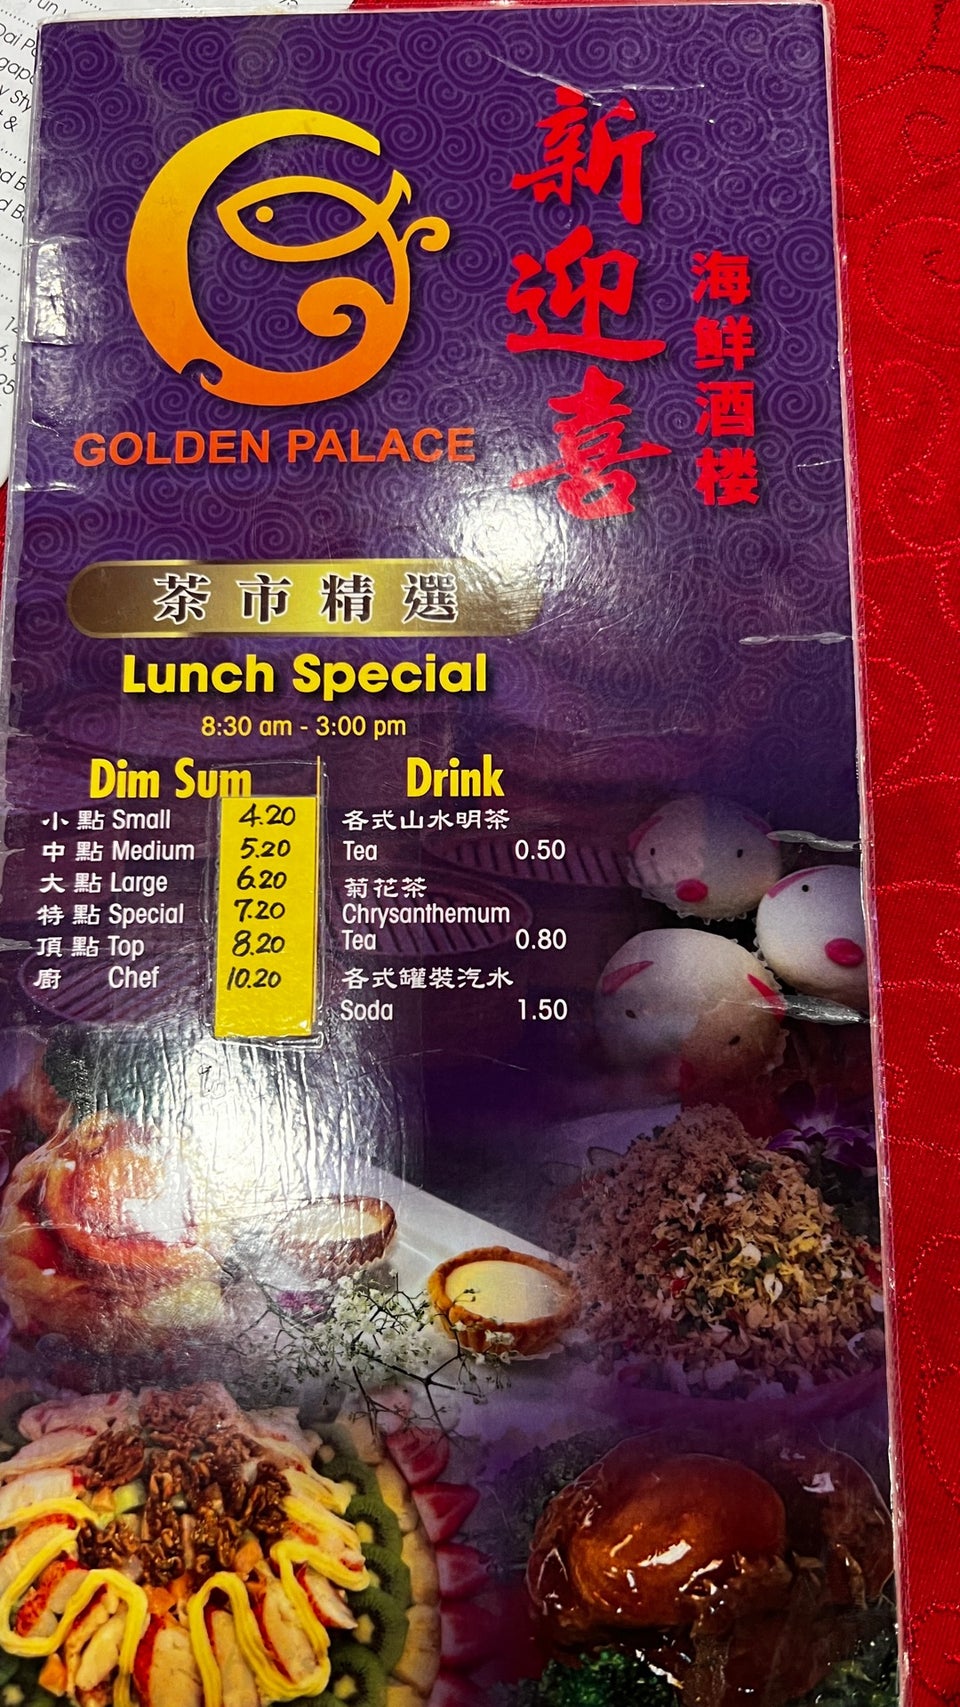 新迎喜
海鲜酒楼
GOLDEN PALACE
茶市精選
Lunch Special
8:30 am - 3:00 pm
Dim Sum
小點 Small 4.20
中點 Medium 5.20
大點 Large 6.20
特點 Special 7.20
頂點 Top 8.20
廚 Chef 10.20
Drink
各式山水明茶
Tea 0.50
菊花茶
Chrysanthemum
Tea 0.80
各式罐裝汽水
Soda 1.50